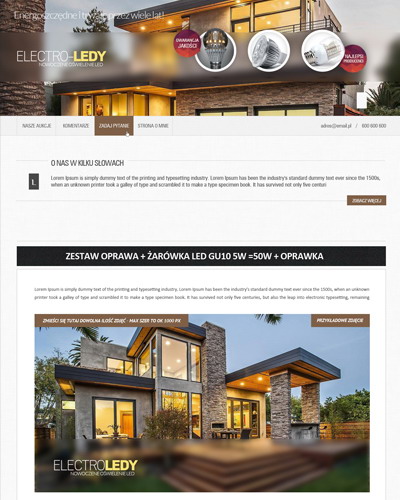 Energooszczędne i trwałe przez wiele lat!
GWARANCJA
JAKOŚCI
NAJLEPSI
PRODUCENCI
ELECTRO-LEDY
NOWOCZESNE OŚWIETLENIE LED
NASZE AUKCJE KOMENTARZE ZADAJ PYTANIE STRONA O MNIE adres@email.pl / 600 600 600
O NAS W KILKU SŁOWACH
L Lorem Ipsum is simply dummy text of the printing and typesetting industry. Lorem Ipsum has been the industry's standard dummy text ever since the 1500s,
when an unknown printer took a galley of type and scrambled it to make a type specimen book. It has survived not only five centuri
ZOBACZ WIĘCEJ
ZESTAW OPRAWA + ŻARÓWKA LED GU10 5W =50W + OPRAWKA
Lorem Ipsum is simply dummy text of the printing and typesetting industry. Lorem Ipsum has been the industry's standard dummy text ever since the 1500s, when an unknown
printer took a galley of type and scrambled it to make a type specimen book. It has survived not only five centuries, but also the leap into electronic typesetting, remaining
ZMIEŚCI SIĘ TUTAJ DOWOLNA ILOŚĆ ZDJĘĆ - MAX SZER TO OK 1000 PX
PRZYKŁADOWE ZDJĘCIE
ELECTROLEDY
NOWOCZESNE OŚWIELENIE LED